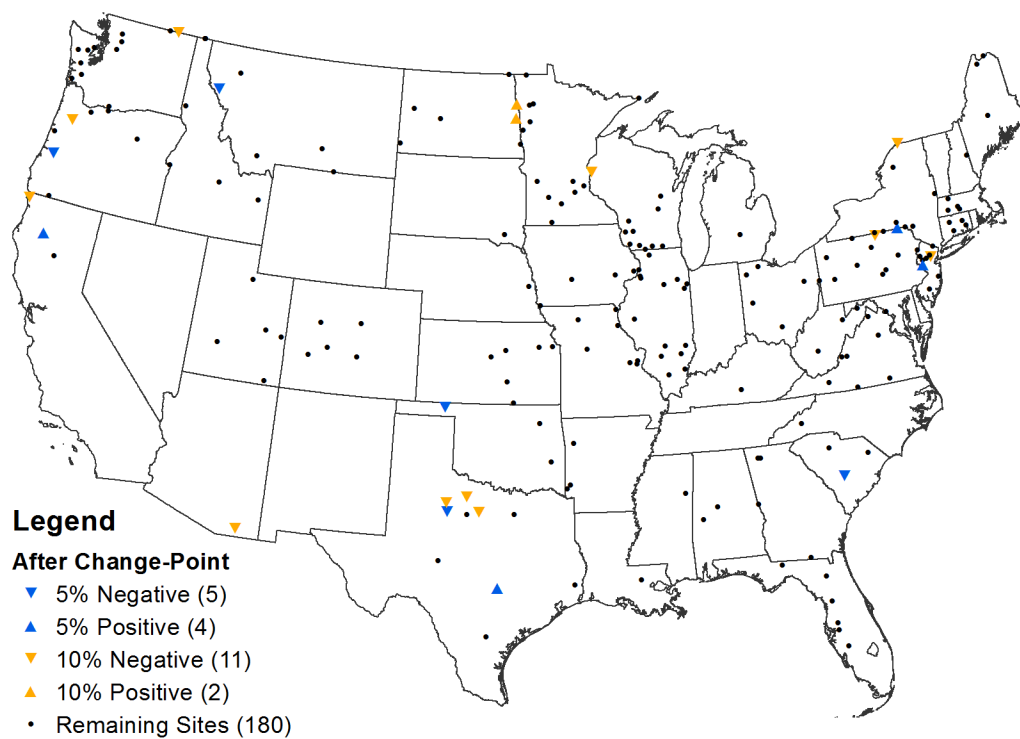 Legend
After Change-Point
5% Negative (5)
5% Positive (4)
10% Negative (11)
10% Positive (2)
Remaining Sites (180)